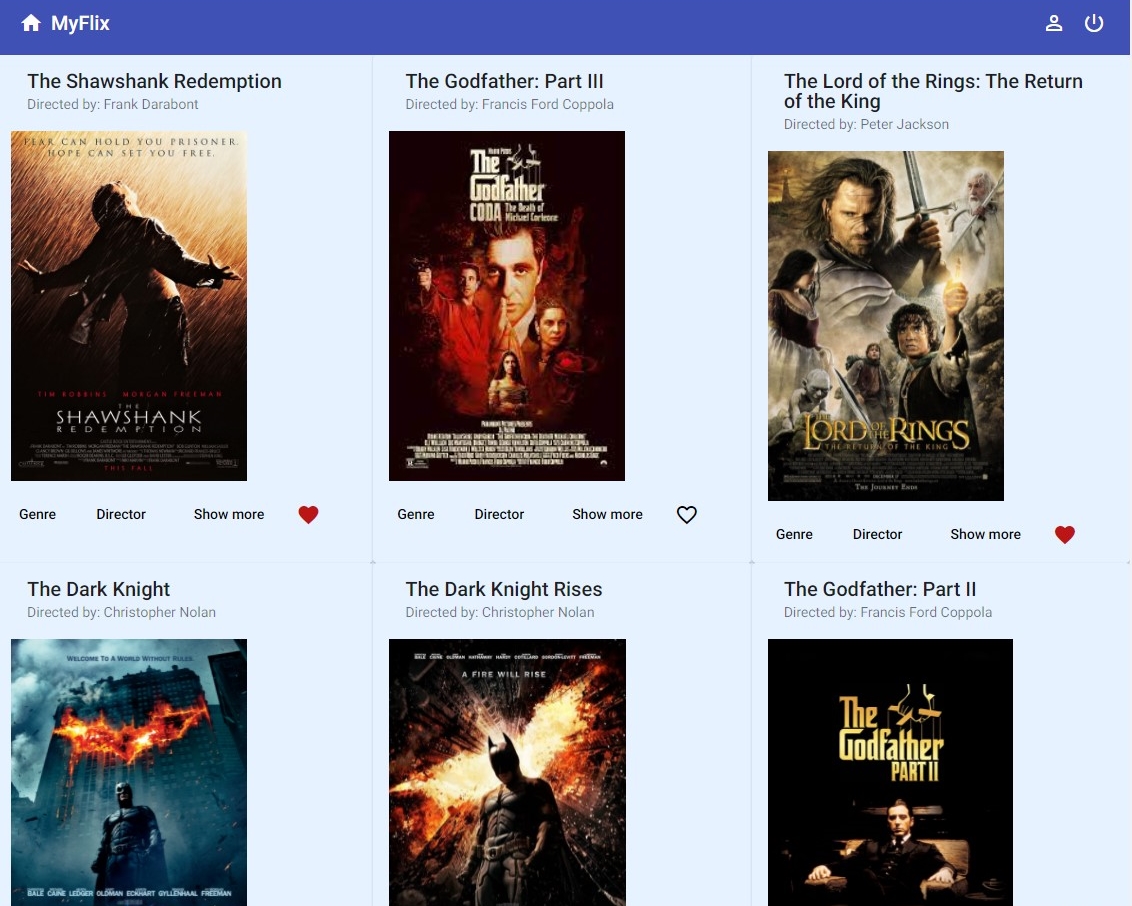 MyFlix
The Shawshank Redemption
Directed by: Frank Darabont
FEAR CAN HOLD YOU PRISONER.
HOPE CAN SET YOU FREE.
TIM ROBBINS MORGAN FREEMAN
THE
SHAWSHANK
REDEMPTION
THIS FALL
Genre Director Show more
The Godfather: Part III
Directed by: Francis Ford Coppola
The
Godfather
CODA The Death of
Michael Corleone
Genre Director Show more
The Lord of the Rings: The Return
of the King
Directed by: Peter Jackson
THE
LORD OF THE RINGS
THE RETURN OF THE KING
THE JOURNEY ENDS
Genre Director Show more
The Dark Knight
Directed by: Christopher Nolan
WELCOME TO A WORLD WITHOUT RULES.
BALE CAINE LEDGER OLDMAN ECKHART GYLLENHAAL FREEMAN
The Dark Knight Rises
Directed by: Christopher Nolan
BALE CAINE OLDMAN HATHAWAY HARDY COTILLARD GORDON-LEVITT FREEMAN
A FIRE WILL RISE
The Godfather: Part II
Directed by: Francis Ford Coppola
The
Godfather
PART II